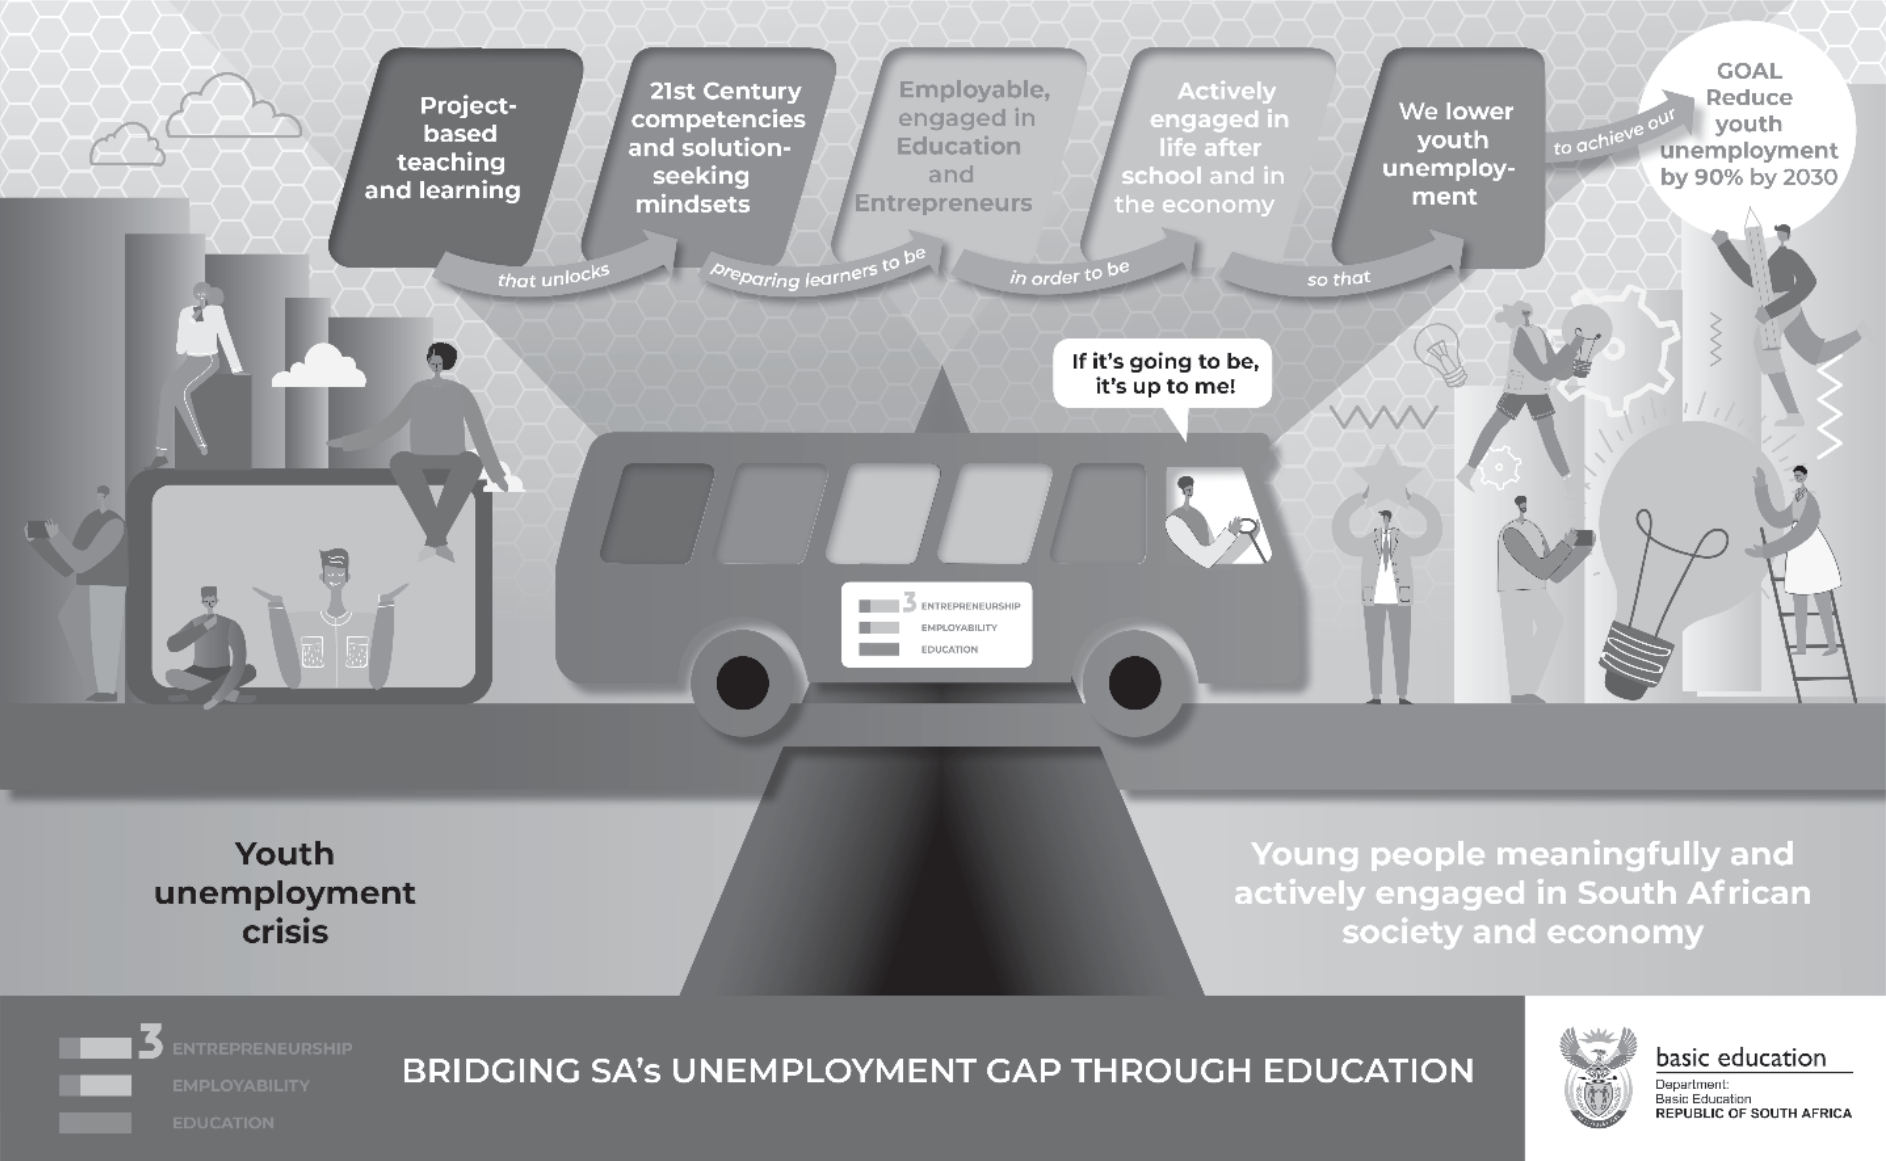 Project-
based
teaching
and learning
that unlocks
21st Century
competencies
and solution-
seeking
mindsets
preparing learners to be
Employable,
engaged in
Education
and
Entrepreneurs
in order to be
Actively
engaged in
life after
school and in
the economy
so that
We lower
youth
unemploy-
ment
to achieve our
GOAL
Reduce
youth
unemployment
by 90% by 2030
If it's going to be,
it's up to me!
3 ENTREPRENEURSHIP
EMPLOYABILITY
EDUCATION
Youth
unemployment
crisis
Young people meaningfully and
actively engaged in South African
society and economy
3 ENTREPRENEURSHIP
EMPLOYABILITY
EDUCATION
BRIDGING SA's UNEMPLOYMENT GAP THROUGH EDUCATION
basic education
Department:
Basic Education
REPUBLIC OF SOUTH AFRICA